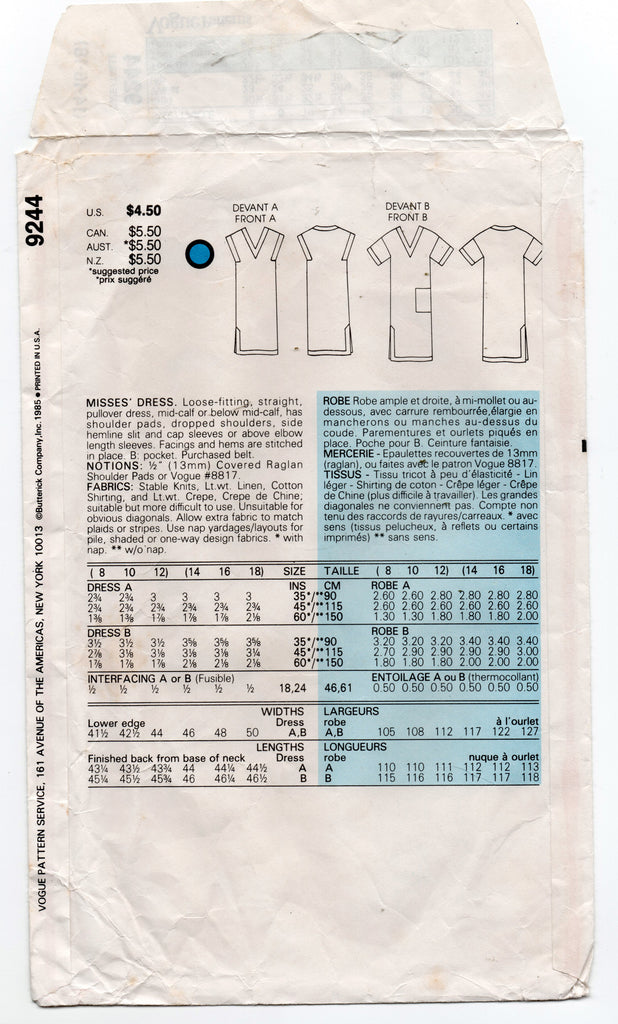 9244
U.S. $4.50
CAN. $5.50
AUST. *$5.50
N.Z. $5.50
*suggested price
*prix suggéré
DEVANT A
FRONT A
DEVANT B
FRONT B
MISSES' DRESS. Loose-fitting, straight,
pullover dress, mid-calf or below mid-calf, has
shoulder pads, dropped shoulders, side
hemline slit and cap sleeves or above elbow
length sleeves. Facings and hems are stitched
in place. B: pocket. Purchased belt.
NOTIONS: ½" (13mm) Covered Raglan
Shoulder Pads or Vogue #8817.
FABRICS: Stable Knits, Lt.wt. Linen, Cotton
Shirting, and Lt.wt. Crepe, Crepe de Chine;
suitable but more difficult to use. Unsuitable for
obvious diagonals. Allow extra fabric to match
plaids or stripes. Use nap yardages/layouts for
pile, shaded or one-way design fabrics. * with
nap. ** w/o nap.
ROBE Robe ample et droite, à mi-mollet ou au-
dessous, avec carrure rembourrée, élargie en
mancherons ou manches au-dessus du
coude. Parementures et ourlets piqués en
place. Poche pour B. Ceinture fantaisie.
MERCERIE - Epaulettes recouvertes de 13mm
(raglan), ou faites avec le patron Vogue 8817.
TISSUS - Tissu tricot à peu d'élasticité - Lin
léger - Shirting de coton - Crêpe léger - Crêpe
de Chine (plus difficile à travailler). Les grandes
diagonales ne conviennent pas. Compte non
tenu des raccords de rayures/carreaux. * avec
sens (tissus pelucheux, à reflets ou certains
imprimés) ** sans sens.
( 8 10 12) (14 16 18) SIZE TAILLE ( 8 10 12) (14 16 18)
DRESS A INS CM ROBE A
2¾ 2¾ 3 3 3 3 35*/**90 2.60 2.60 2.80 2.80 2.80 2.80
2¾ 2¾ 2¾ 2¾ 2¾ 2¾ 45*/**115 2.60 2.60 2.60 2.60 2.60 2.60
1⅜ 1⅜ 1⅞ 1⅞ 1⅞ 2⅛ 60*/**150 1.30 1.30 1.80 1.80 1.80 2.00
DRESS B ROBE B
3½ 3½ 3½ 3⅝ 3⅝ 3⅝ 35*/**90 3.20 3.20 3.20 3.40 3.40 3.40
2⅞ 3⅛ 3⅛ 3⅛ 3⅛ 3¼ 45*/**115 2.70 2.90 2.90 2.90 2.90 3.00
1⅞ 1⅞ 1⅞ 2⅛ 2⅛ 2⅛ 60*/**150 1.80 1.80 1.80 2.00 2.00 2.00
INTERFACING A or B (Fusible) ENTOILAGE A ou B (thermocollant)
½ ½ ½ ½ ½ ½ 18,24 46,61 0.50 0.50 0.50 0.50 0.50 0.50
WIDTHS LARGEURS
Lower edge Dress robe à l'ourlet
41½ 42½ 44 46 48 50 A,B A,B 105 108 112 117 122 127
LENGTHS LONGUEURS
Finished back from base of neck Dress robe nuque à ourlet
43¼ 43½ 43¾ 44 44¼ 44½ A A 110 110 111 112 112 113
45¼ 45½ 45¾ 46 46¼ 46½ B B 115 116 116 117 117 118
VOGUE PATTERN SERVICE, 161 AVENUE OF THE AMERICAS, NEW YORK, NEW YORK 10013 ©Butterick Company, Inc. 1985 ● PRINTED IN U.S.A.